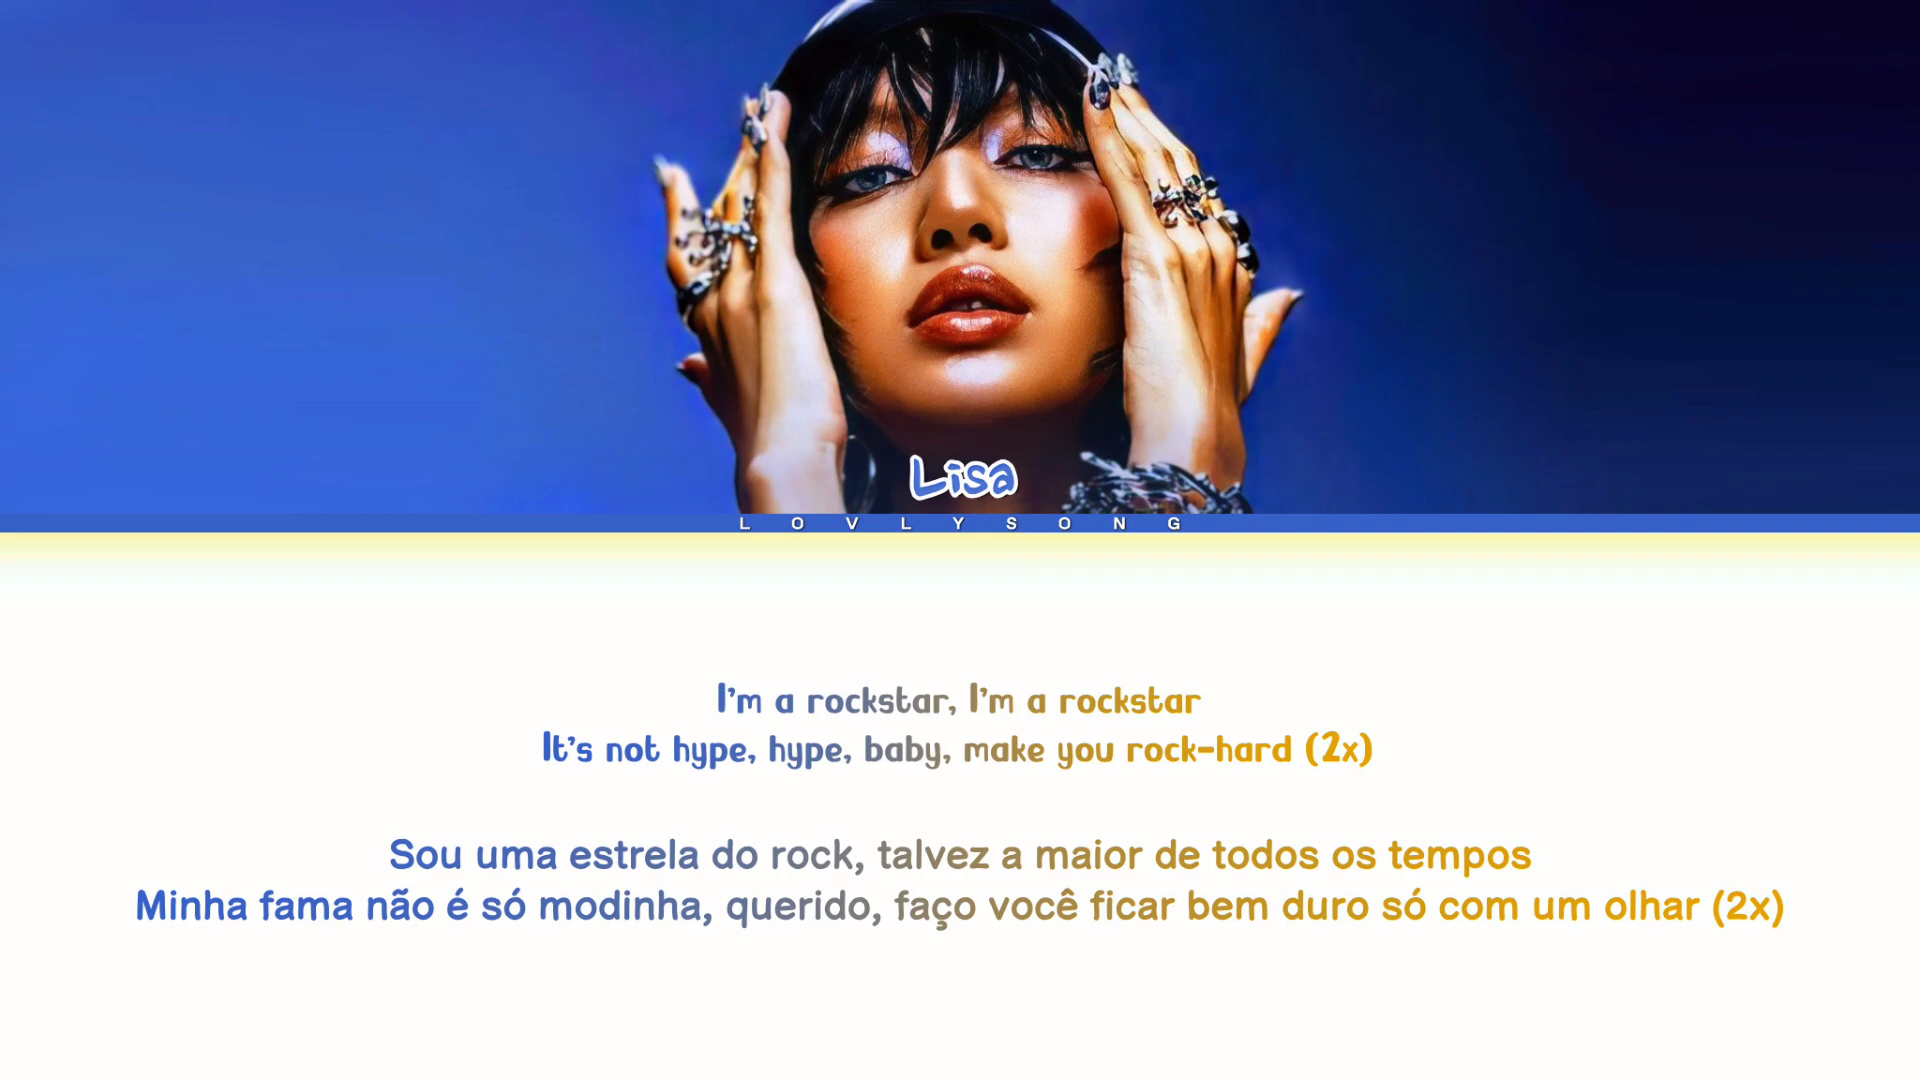 Lisa
LOVLYSONG
I'm a rockstar, I'm a rockstar
It's not hype, hype, baby, make you rock-hard (2x)
Sou uma estrela do rock, talvez a maior de todos os tempos
Minha fama não é só modinha, querido, faço você ficar bem duro só com um olhar (2x)